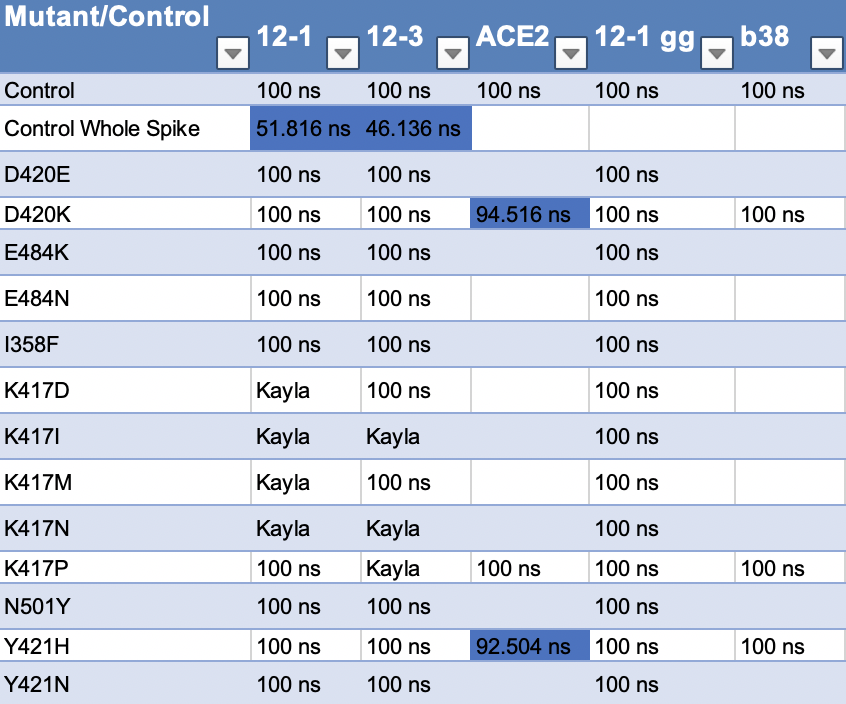 Mutant/Control 12-1 12-3 ACE2 12-1 gg b38
Control 100 ns 100 ns 100 ns 100 ns 100 ns
Control Whole Spike 51.816 ns 46.136 ns
D420E 100 ns 100 ns 100 ns
D420K 100 ns 100 ns 94.516 ns 100 ns 100 ns
E484K 100 ns 100 ns 100 ns
E484N 100 ns 100 ns 100 ns
I358F 100 ns 100 ns 100 ns
K417D Kayla 100 ns 100 ns
K417I Kayla Kayla 100 ns
K417M Kayla 100 ns 100 ns
K417N Kayla Kayla 100 ns
K417P 100 ns Kayla 100 ns 100 ns 100 ns
N501Y 100 ns 100 ns 100 ns
Y421H 100 ns 100 ns 92.504 ns 100 ns 100 ns
Y421N 100 ns 100 ns 100 ns